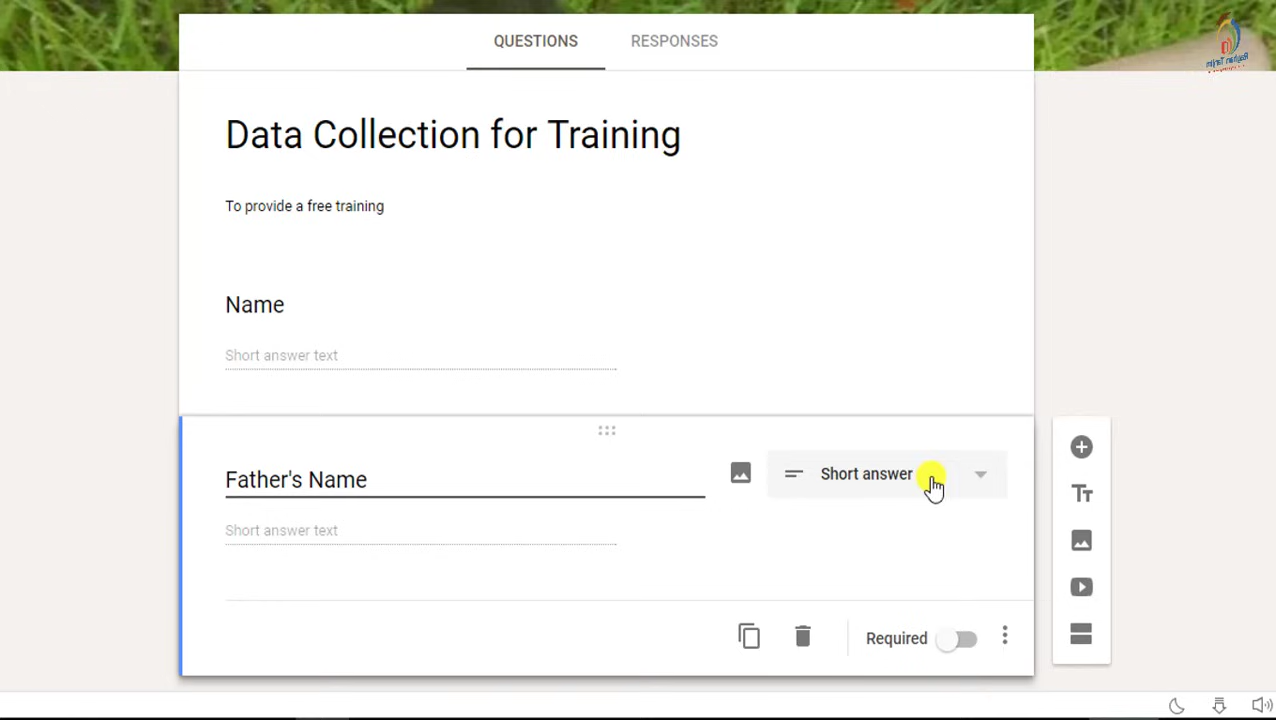 QUESTIONS RESPONSES
Data Collection for Training
To provide a free training
Name
Short answer text
Father's Name
Short answer
Short answer text
Required